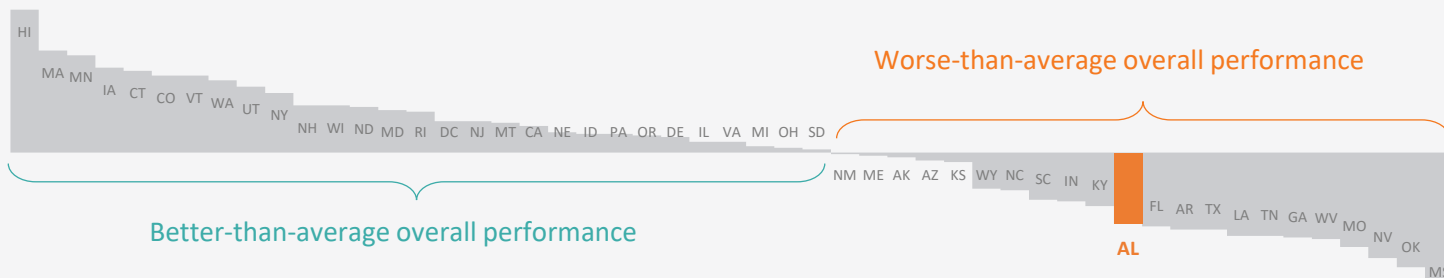 HI
MA MN IA CT CO VT WA UT NY NH WI ND MD RI DC NJ MT CA NE ID PA OR DE IL VA MI OH SD
Worse-than-average overall performance
NM ME AK AZ KS WY NC SC IN KY AL FL AR TX LA TN GA WV MO NV OK
Better-than-average overall performance